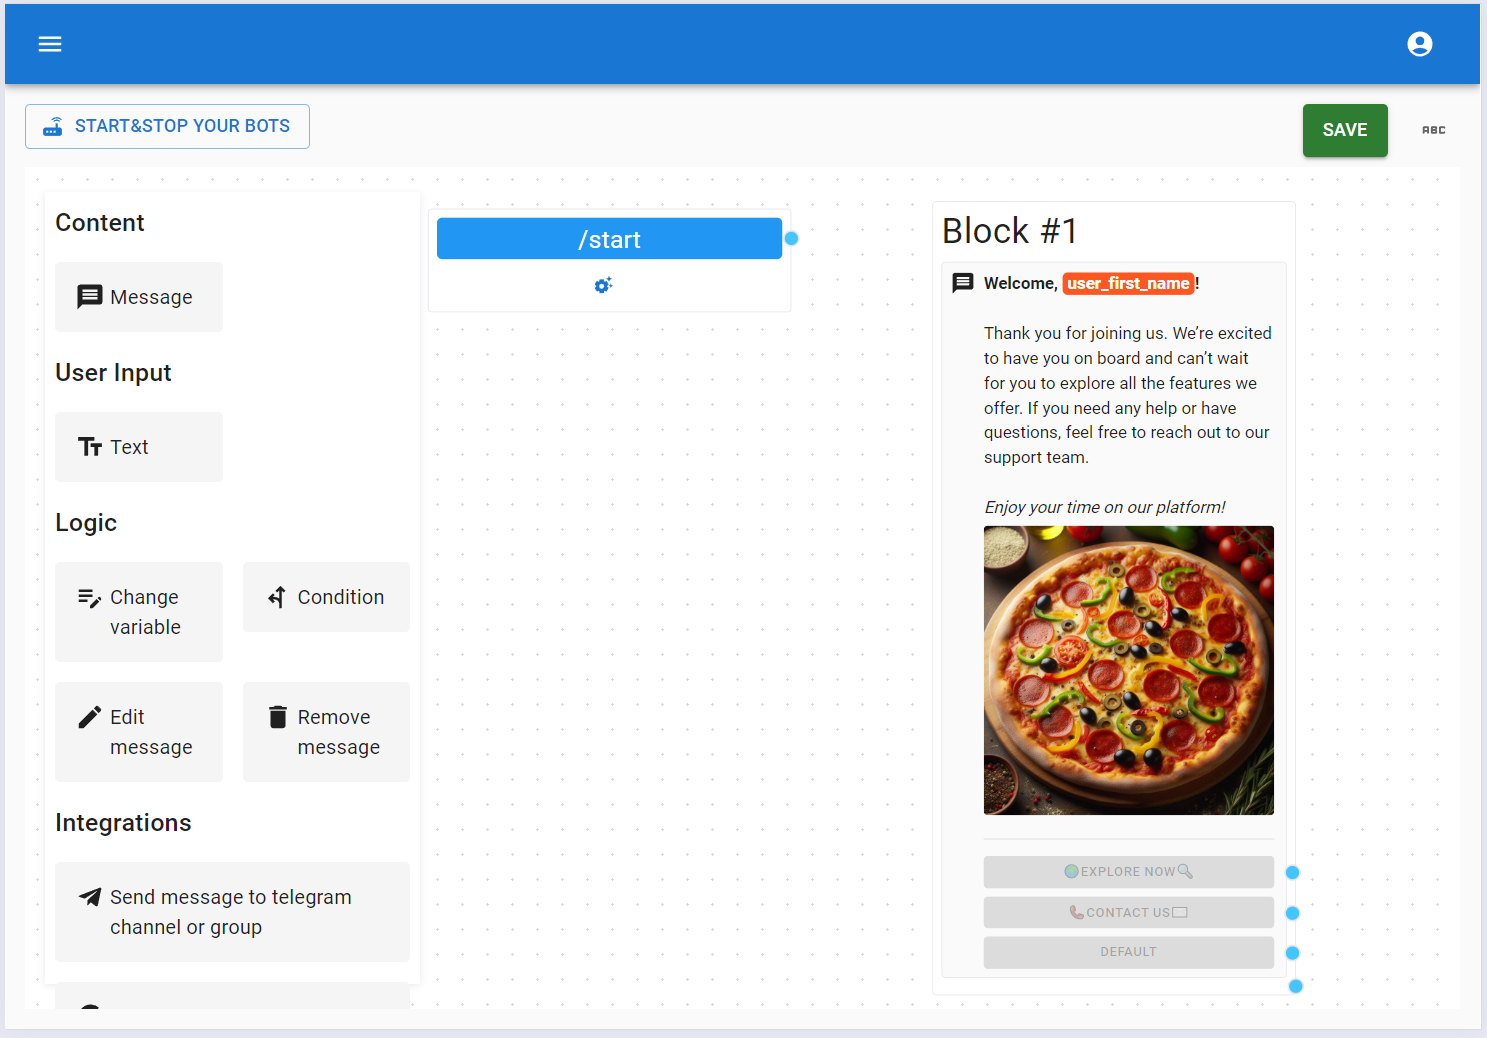 START&STOP YOUR BOTS
SAVE
ABC
Content
Message
User Input
Text
Logic
Change
variable
Condition
Edit
message
Remove
message
Integrations
Send message to telegram
channel or group
/start
Block #1
Welcome, user_first_name!
Thank you for joining us. We’re excited
to have you on board and can’t wait
for you to explore all the features we
offer. If you need any help or have
questions, feel free to reach out to our
support team.
Enjoy your time on our platform!
🌍EXPLORE NOW🔍
📞CONTACT US
DEFAULT